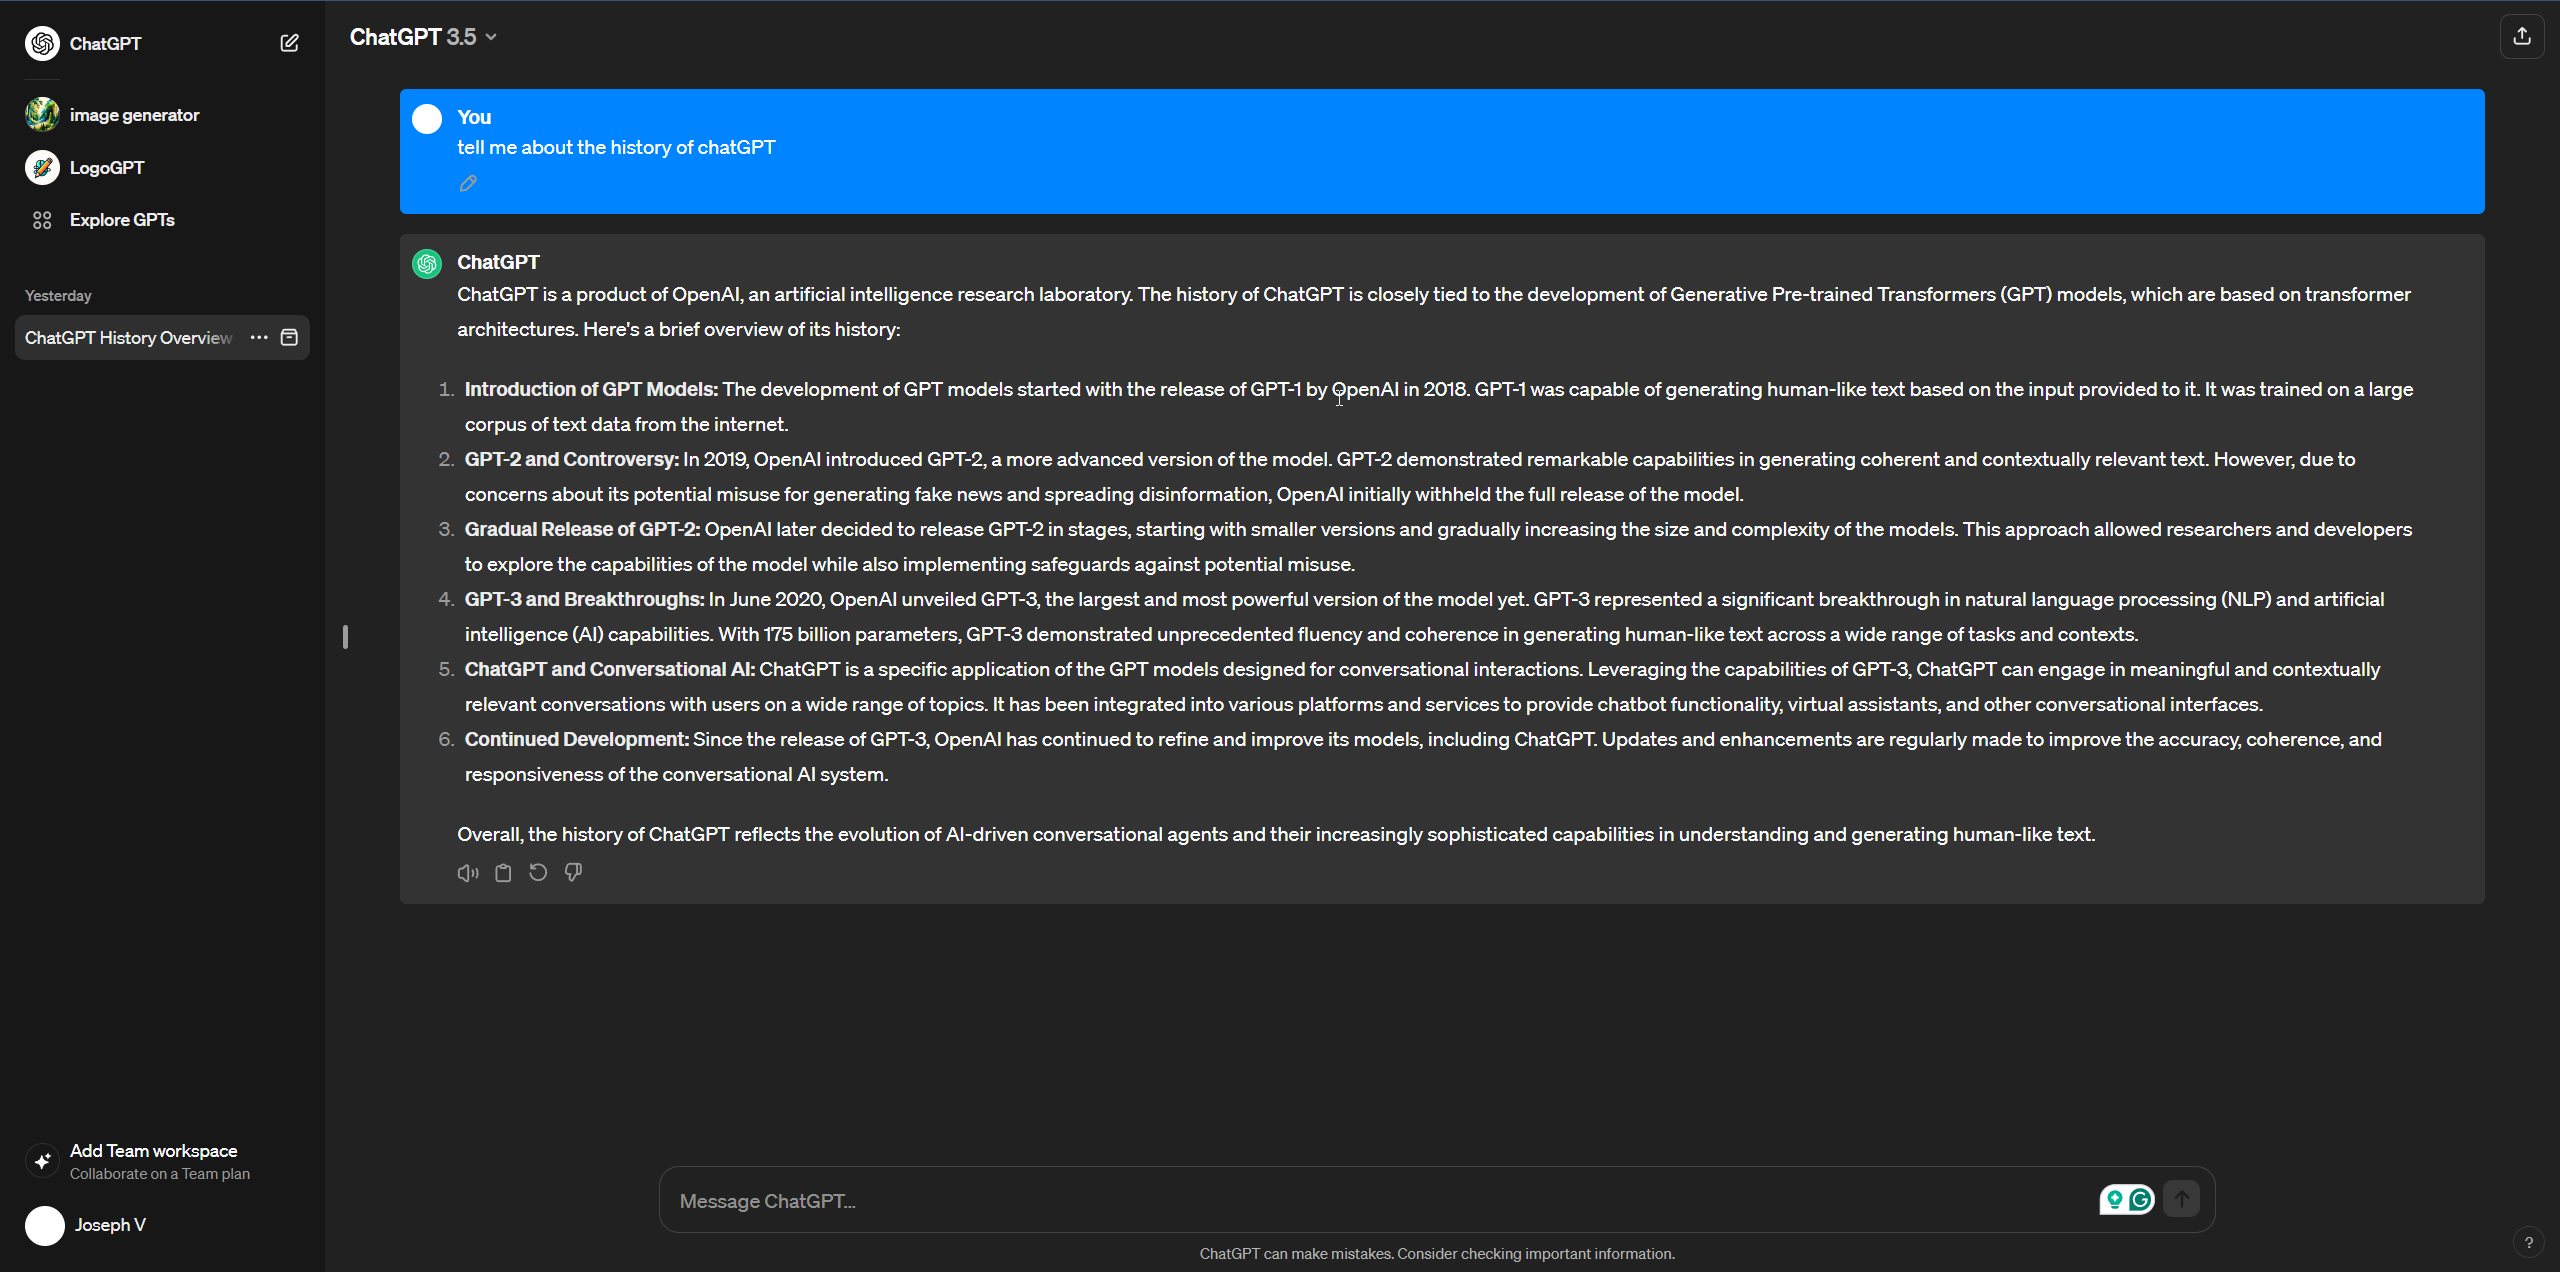 ChatGPT
image generator
LogoGPT
Explore GPTs
Yesterday
ChatGPT History Overview
Add Team workspace
Collaborate on a Team plan
Joseph V
ChatGPT 3.5
You
tell me about the history of chatGPT
ChatGPT
ChatGPT is a product of OpenAI, an artificial intelligence research laboratory. The history of ChatGPT is closely tied to the development of Generative Pre-trained Transformers (GPT) models, which are based on transformer
architectures. Here's a brief overview of its history:
1. Introduction of GPT Models: The development of GPT models started with the release of GPT-1 by OpenAI in 2018. GPT-1 was capable of generating human-like text based on the input provided to it. It was trained on a large
corpus of text data from the internet.
2. GPT-2 and Controversy: In 2019, OpenAI introduced GPT-2, a more advanced version of the model. GPT-2 demonstrated remarkable capabilities in generating coherent and contextually relevant text. However, due to
concerns about its potential misuse for generating fake news and spreading disinformation, OpenAI initially withheld the full release of the model.
3. Gradual Release of GPT-2: OpenAI later decided to release GPT-2 in stages, starting with smaller versions and gradually increasing the size and complexity of the models. This approach allowed researchers and developers
to explore the capabilities of the model while also implementing safeguards against potential misuse.
4. GPT-3 and Breakthroughs: In June 2020, OpenAI unveiled GPT-3, the largest and most powerful version of the model yet. GPT-3 represented a significant breakthrough in natural language processing (NLP) and artificial
intelligence (AI) capabilities. With 175 billion parameters, GPT-3 demonstrated unprecedented fluency and coherence in generating human-like text across a wide range of tasks and contexts.
5. ChatGPT and Conversational AI: ChatGPT is a specific application of the GPT models designed for conversational interactions. Leveraging the capabilities of GPT-3, ChatGPT can engage in meaningful and contextually
relevant conversations with users on a wide range of topics. It has been integrated into various platforms and services to provide chatbot functionality, virtual assistants, and other conversational interfaces.
6. Continued Development: Since the release of GPT-3, OpenAI has continued to refine and improve its models, including ChatGPT. Updates and enhancements are regularly made to improve the accuracy, coherence, and
responsiveness of the conversational AI system.
Overall, the history of ChatGPT reflects the evolution of AI-driven conversational agents and their increasingly sophisticated capabilities in understanding and generating human-like text.
Message ChatGPT...
ChatGPT can make mistakes. Consider checking important information.
?